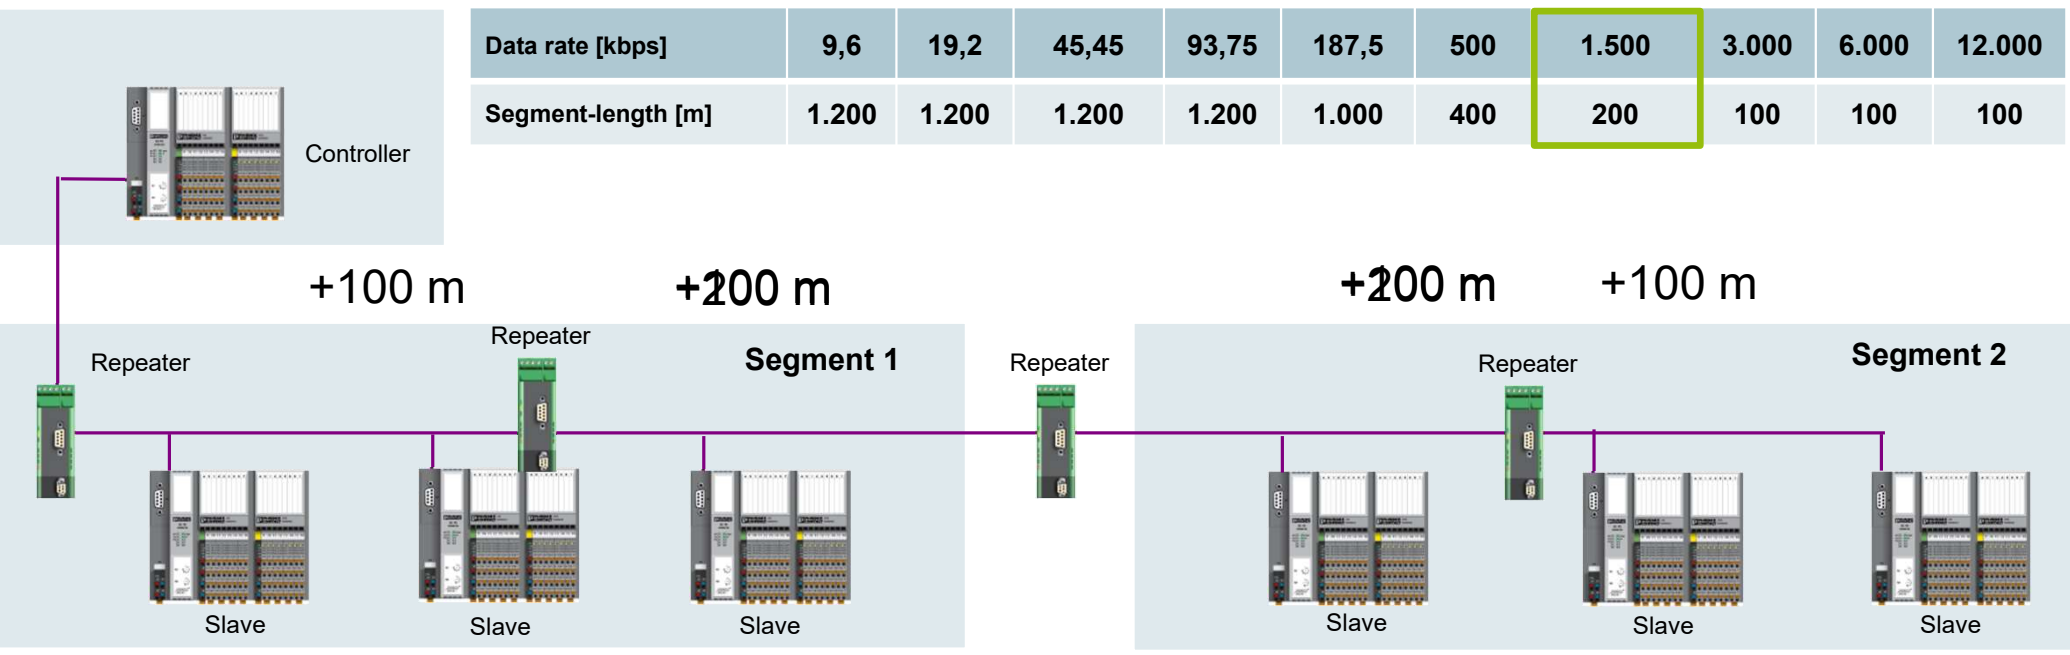 Data rate [kbps] 9,6 19,2 45,45 93,75 187,5 500 1.500 3.000 6.000 12.000
Segment-length [m] 1.200 1.200 1.200 1.200 1.000 400 200 100 100 100
Controller
+100 m +200 m +200 m +100 m
Repeater Repeater Segment 1 Repeater Repeater Segment 2
Slave Slave Slave Slave Slave Slave